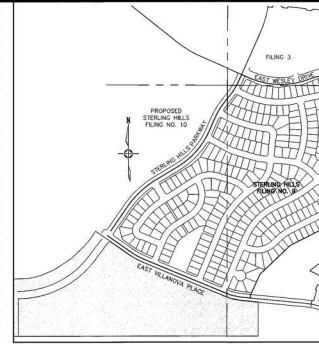 FILING 3
EAST WESLEY DRIVE
PROPOSED
STERLING HILLS
FILING NO. 10
N
STERLING HILLS PARKWAY
STERLING HILLS
FILING NO. 9
EAST VILLANOVA PLACE